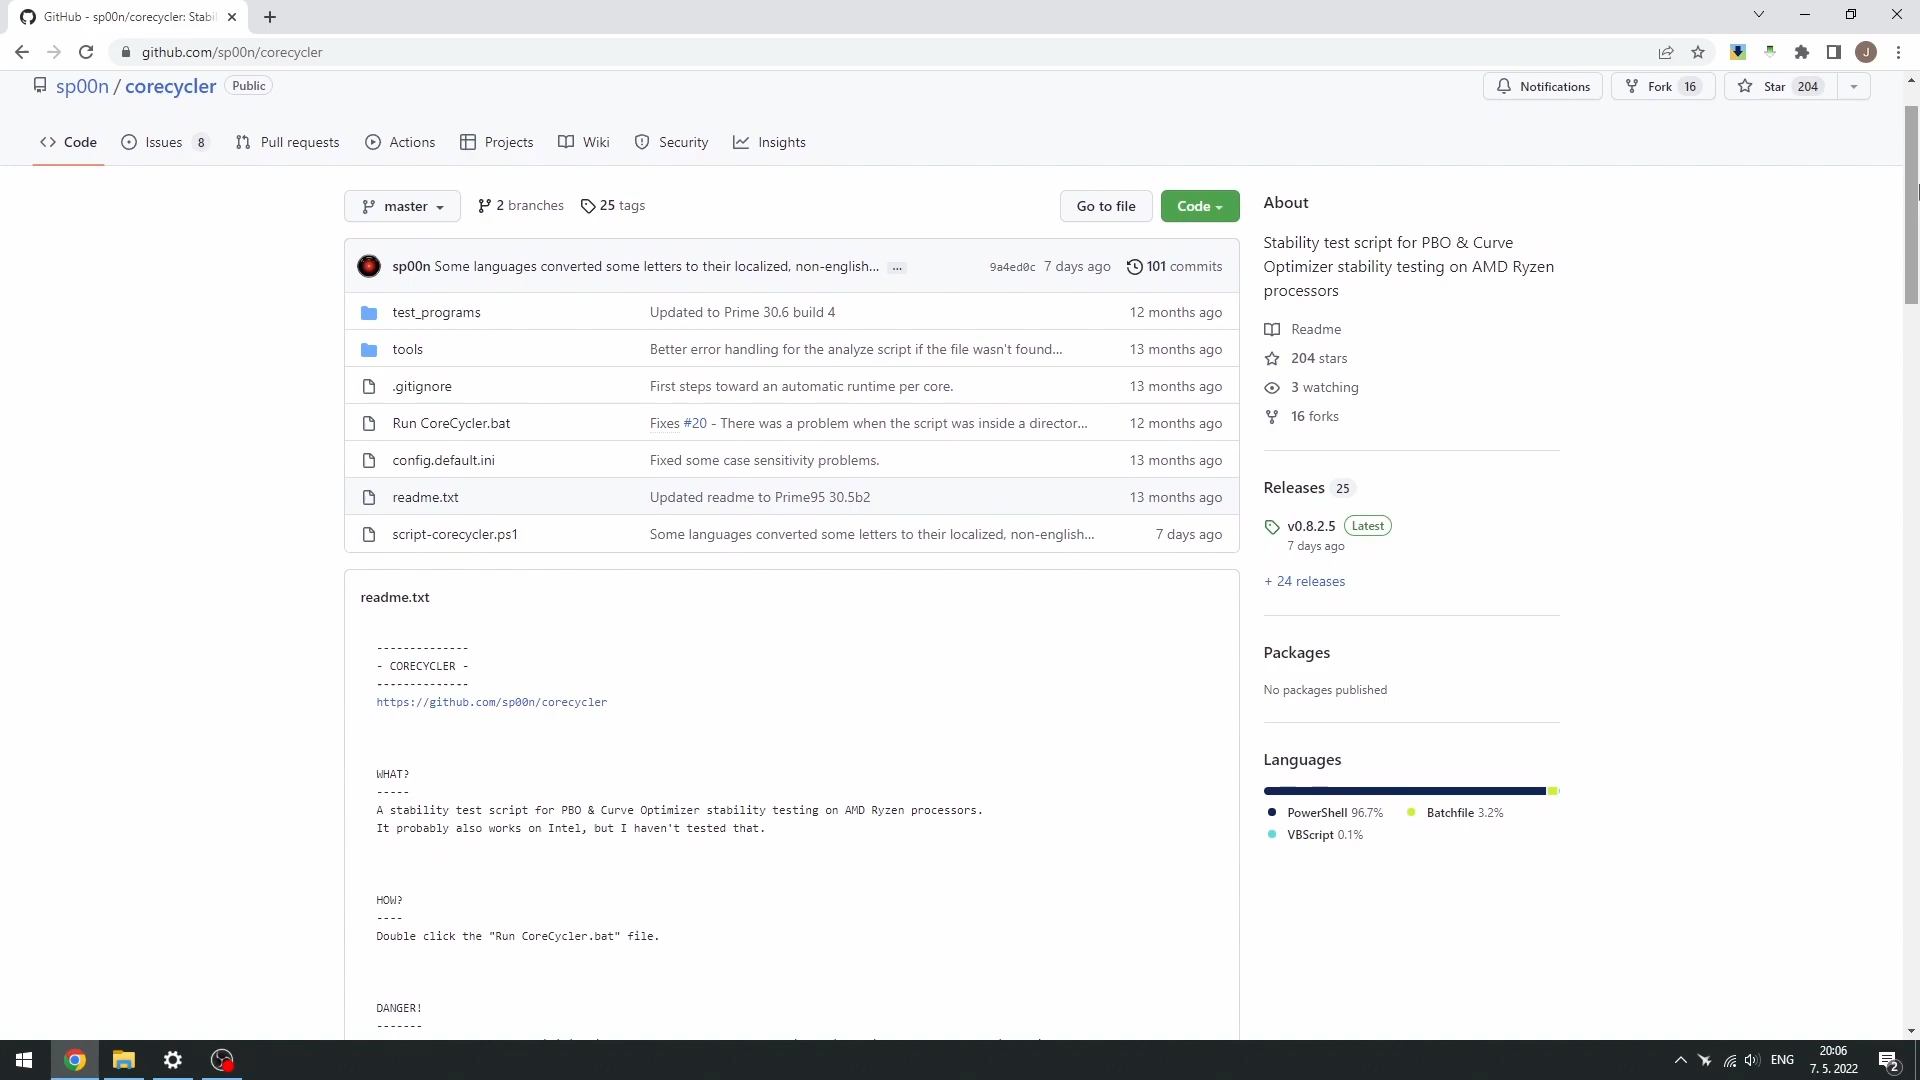 GitHub - sp00n/corecycler: Stabi
github.com/sp00n/corecycler
J
sp00n / corecycler Public
Notifications Fork 16 Star 204
Code Issues 8 Pull requests Actions Projects Wiki Security Insights
master 2 branches 25 tags Go to file Code
sp00n Some languages converted some letters to their localized, non-english... ... 9a4ed0c 7 days ago 101 commits
test_programs Updated to Prime 30.6 build 4 12 months ago
tools Better error handling for the analyze script if the file wasn't found... 13 months ago
.gitignore First steps toward an automatic runtime per core. 13 months ago
Run CoreCycler.bat Fixes #20 - There was a problem when the script was inside a director... 12 months ago
config.default.ini Fixed some case sensitivity problems. 13 months ago
readme.txt Updated readme to Prime95 30.5b2 13 months ago
script-corecycler.ps1 Some languages converted some letters to their localized, non-english... 7 days ago
readme.txt
--------------
- CORECYCLER -
--------------
https://github.com/sp00n/corecycler
WHAT?
-----
A stability test script for PBO & Curve Optimizer stability testing on AMD Ryzen processors.
It probably also works on Intel, but I haven't tested that.
HOW?
----
Double click the "Run CoreCycler.bat" file.
DANGER!
-------
About
Stability test script for PBO & Curve
Optimizer stability testing on AMD Ryzen
processors
Readme
204 stars
3 watching
16 forks
Releases 25
v0.8.2.5 Latest
7 days ago
+ 24 releases
Packages
No packages published
Languages
PowerShell 96.7% Batchfile 3.2%
VBScript 0.1%
ENG
20:06
7. 5. 2022
2